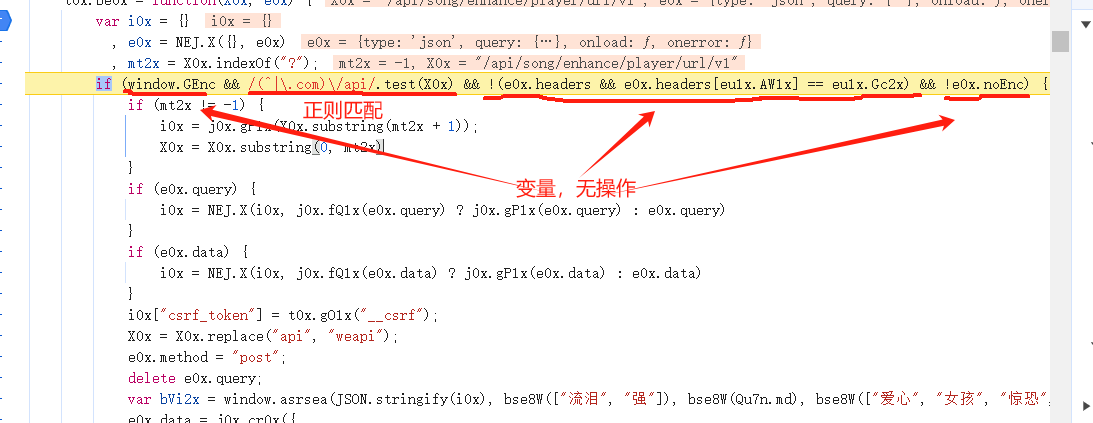 t0x.be0x = function(X0x, e0x) { X0x = "/api/song/enhance/player/url/v1", e0x = {type: 'json', query: {…}, onload: ƒ, onerror:
var i0x = {} i0x = {}
, e0x = NEJ.X({}, e0x) e0x = {type: 'json', query: {…}, onload: ƒ, onerror: ƒ}
, mt2x = X0x.indexOf("?"); mt2x = -1, X0x = "/api/song/enhance/player/url/v1"
if (window.GEnc && /(^|\.com)\/api/.test(X0x) && !(e0x.headers && e0x.headers[eu1x.AW1x] == eu1x.Gc2x) && !e0x.noEnc) {
if (mt2x != -1) {
正则匹配
i0x = j0x.gP1x(X0x.substring(mt2x + 1));
X0x = X0x.substring(0, mt2x)
}
变量，无操作
if (e0x.query) {
i0x = NEJ.X(i0x, j0x.fQ1x(e0x.query) ? j0x.gP1x(e0x.query) : e0x.query)
}
if (e0x.data) {
i0x = NEJ.X(i0x, j0x.fQ1x(e0x.data) ? j0x.gP1x(e0x.data) : e0x.data)
}
i0x["csrf_token"] = t0x.gO1x("__csrf");
X0x = X0x.replace("api", "weapi");
e0x.method = "post";
delete e0x.query;
var bVi2x = window.asrsea(JSON.stringify(i0x), bse8W(["流泪", "强"]), bse8W(Qu7n.md), bse8W(["爱心", "女孩", "惊恐",
e0x.data = j0x.cr0x({